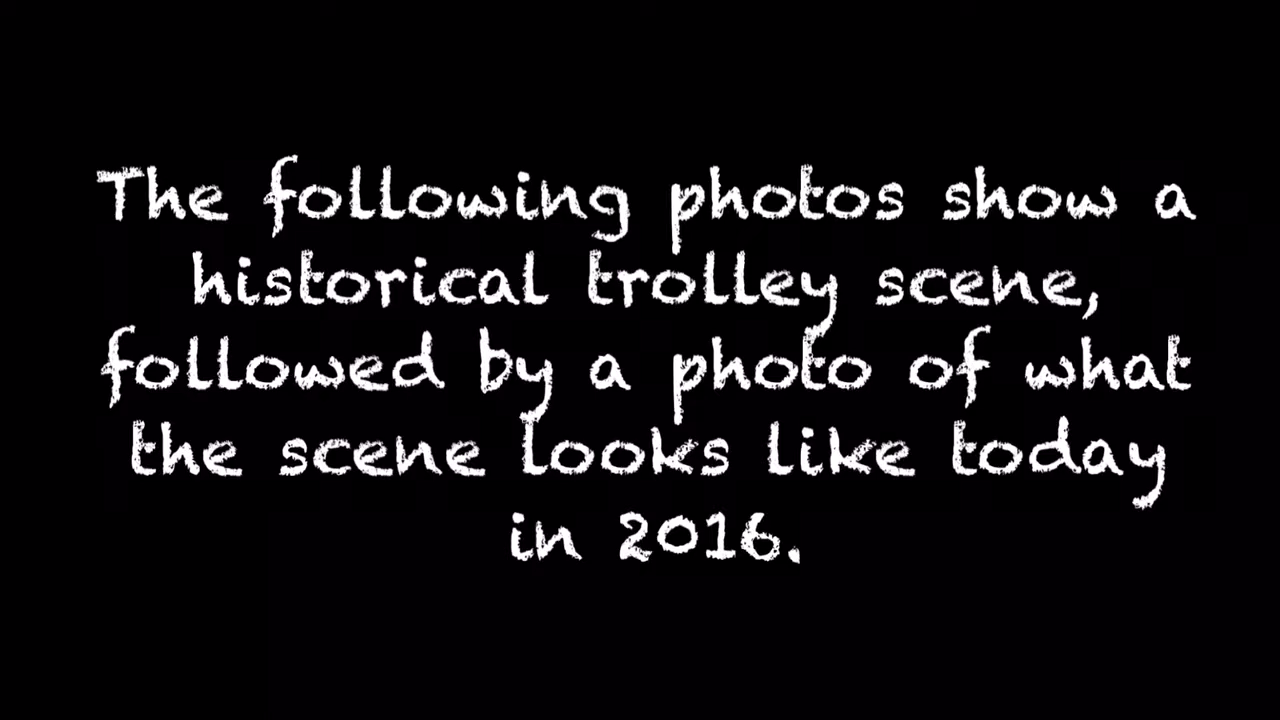 The following photos show a
historical trolley scene,
followed by a photo of what
the scene looks like today
in 2016.